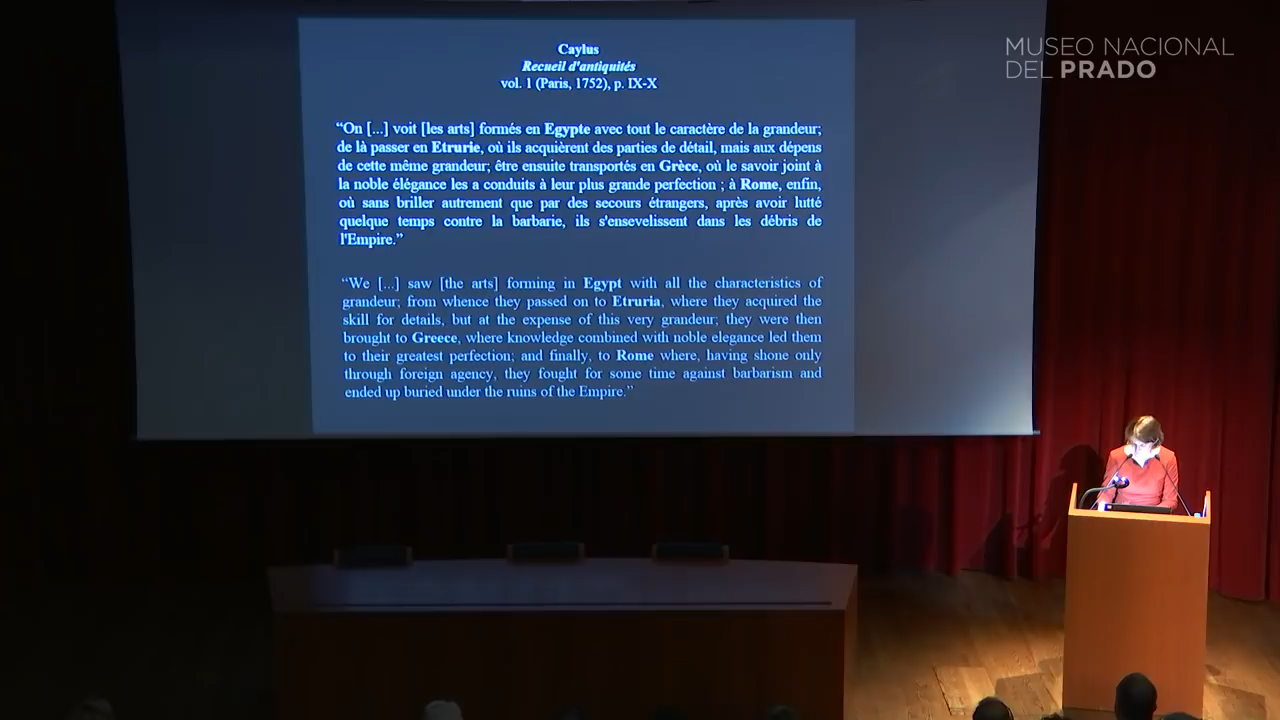 MUSEO NACIONAL
DEL PRADO
Caylus
Recueil d'antiquités
vol. 1 (Paris, 1752), p. IX-X
“On [...] voit [les arts] formés en Egypte avec tout le caractère de la grandeur;
de là passer en Etrurie, où ils acquièrent des parties de détail, mais aux dépens
de cette même grandeur; être ensuite transportés en Grèce, où le savoir joint à
la noble élégance les a conduits à leur plus grande perfection ; à Rome, enfin,
où sans briller autrement que par des secours étrangers, après avoir lutté
quelque temps contre la barbarie, ils s'ensevelissent dans les débris de
l'Empire.”
“We [...] saw [the arts] forming in Egypt with all the characteristics of
grandeur; from whence they passed on to Etruria, where they acquired the
skill for details, but at the expense of this very grandeur; they were then
brought to Greece, where knowledge combined with noble elegance led them
to their greatest perfection; and finally, to Rome where, having shone only
through foreign agency, they fought for some time against barbarism and
ended up buried under the ruins of the Empire.”